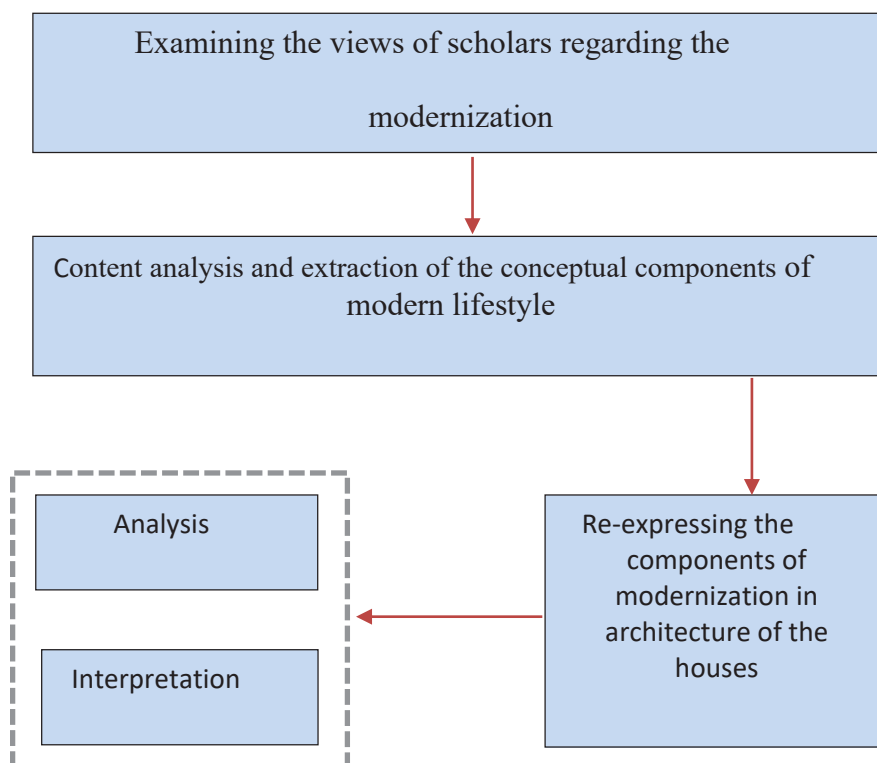 Examining the views of scholars regarding the
modernization
Content analysis and extraction of the conceptual components of
modern lifestyle
Analysis
Interpretation
Re-expressing the
components of
modernization in
architecture of the
houses